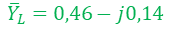 Ȳ_L = 0,46 − j0,14